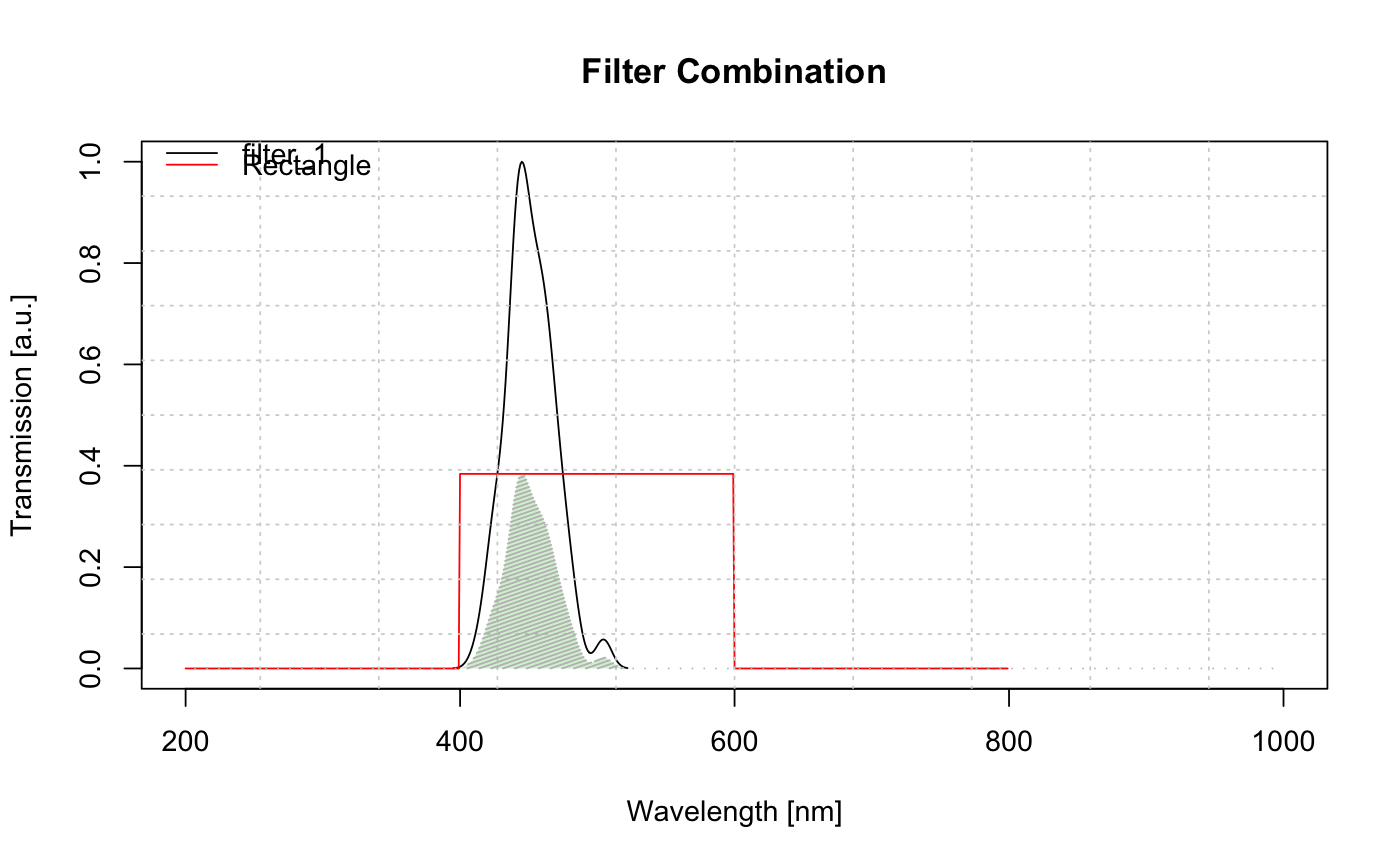 Filter Combination
filter_1
Rectangle
Transmission [a.u.]
1.0
0.8
0.6
0.4
0.2
0.0
200 400 600 800 1000
Wavelength [nm]